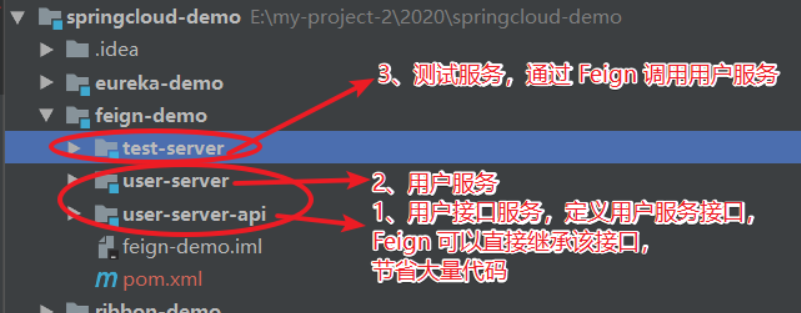 springcloud-demo E:\my-project-2\2020\springcloud-demo
.idea
eureka-demo
3、测试服务，通过 Feign 调用用户服务
feign-demo
test-server
user-server
2、用户服务
user-server-api
1、用户接口服务，定义用户服务接口，
Feign 可以直接继承该接口，
节省大量代码
feign-demo.iml
pom.xml
ribbon-demo